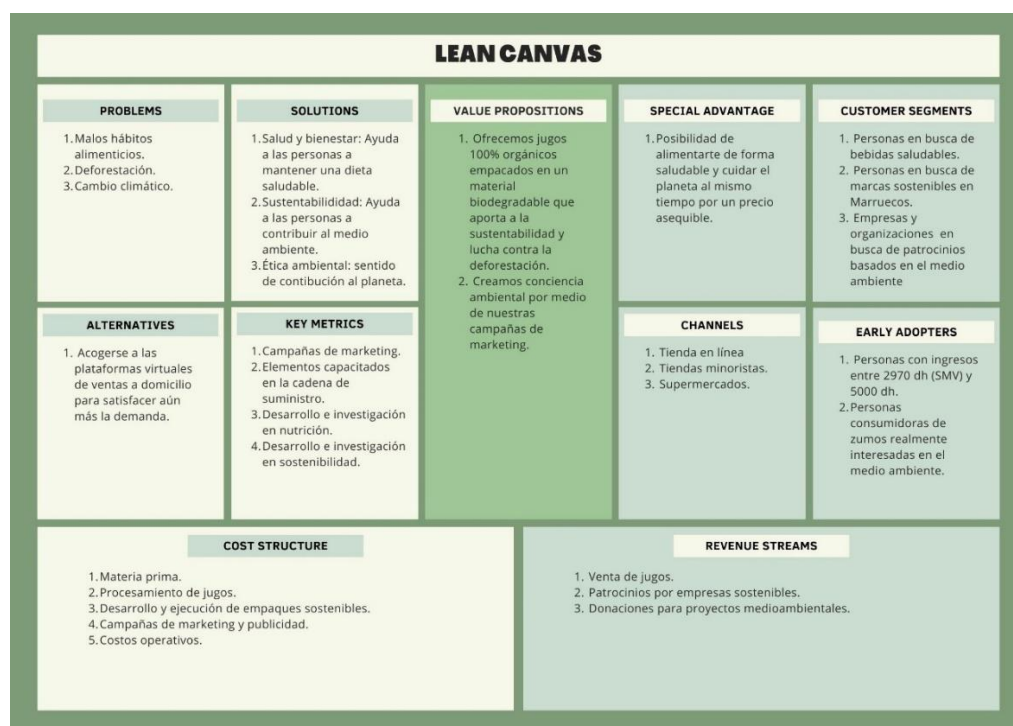 LEAN CANVAS
PROBLEMS
1. Malos hábitos
alimenticios.
2. Deforestación.
3. Cambio climático.
SOLUTIONS
1. Salud y bienestar: Ayuda
a las personas a
mantener una dieta
saludable.
2. Sustentabilididad: Ayuda
a las personas a
contribuir al medio
ambiente.
3. Ética ambiental: sentido
de contibución al planeta.
VALUE PROPOSITIONS
1. Ofrecemos jugos
100% orgánicos
empacados en un
material
biodegradable que
aporta a la
sustentabilidad y
lucha contra la
deforestación.
2. Creamos conciencia
ambiental por medio
de nuestras
campañas de
marketing.
SPECIAL ADVANTAGE
1. Posibilidad de
alimentarte de forma
saludable y cuidar el
planeta al mismo
tiempo por un precio
asequible.
CUSTOMER SEGMENTS
1. Personas en busca de
bebidas saludables.
2. Personas en busca de
marcas sostenibles en
Marruecos.
3. Empresas y
organizaciones en
busca de patrocinios
basados en el medio
ambiente
ALTERNATIVES
1. Acogerse a las
plataformas virtuales
de ventas a domicilio
para satisfacer aún
más la demanda.
KEY METRICS
1. Campañas de marketing.
2. Elementos capacitados
en la cadena de
suministro.
3. Desarrollo e investigación
en nutrición.
4. Desarrollo e investigación
en sostenibilidad.
CHANNELS
1. Tienda en línea
2. Tiendas minoristas.
3. Supermercados.
EARLY ADOPTERS
1. Personas con ingresos
entre 2970 dh (SMV) y
5000 dh.
2. Personas
consumidoras de
zumos realmente
interesadas en el
medio ambiente.
COST STRUCTURE
1. Materia prima.
2. Procesamiento de jugos.
3. Desarrollo y ejecución de empaques sostenibles.
4. Campañas de marketing y publicidad.
5. Costos operativos.
REVENUE STREAMS
1. Venta de jugos.
2. Patrocinios por empresas sostenibles.
3. Donaciones para proyectos medioambientales.